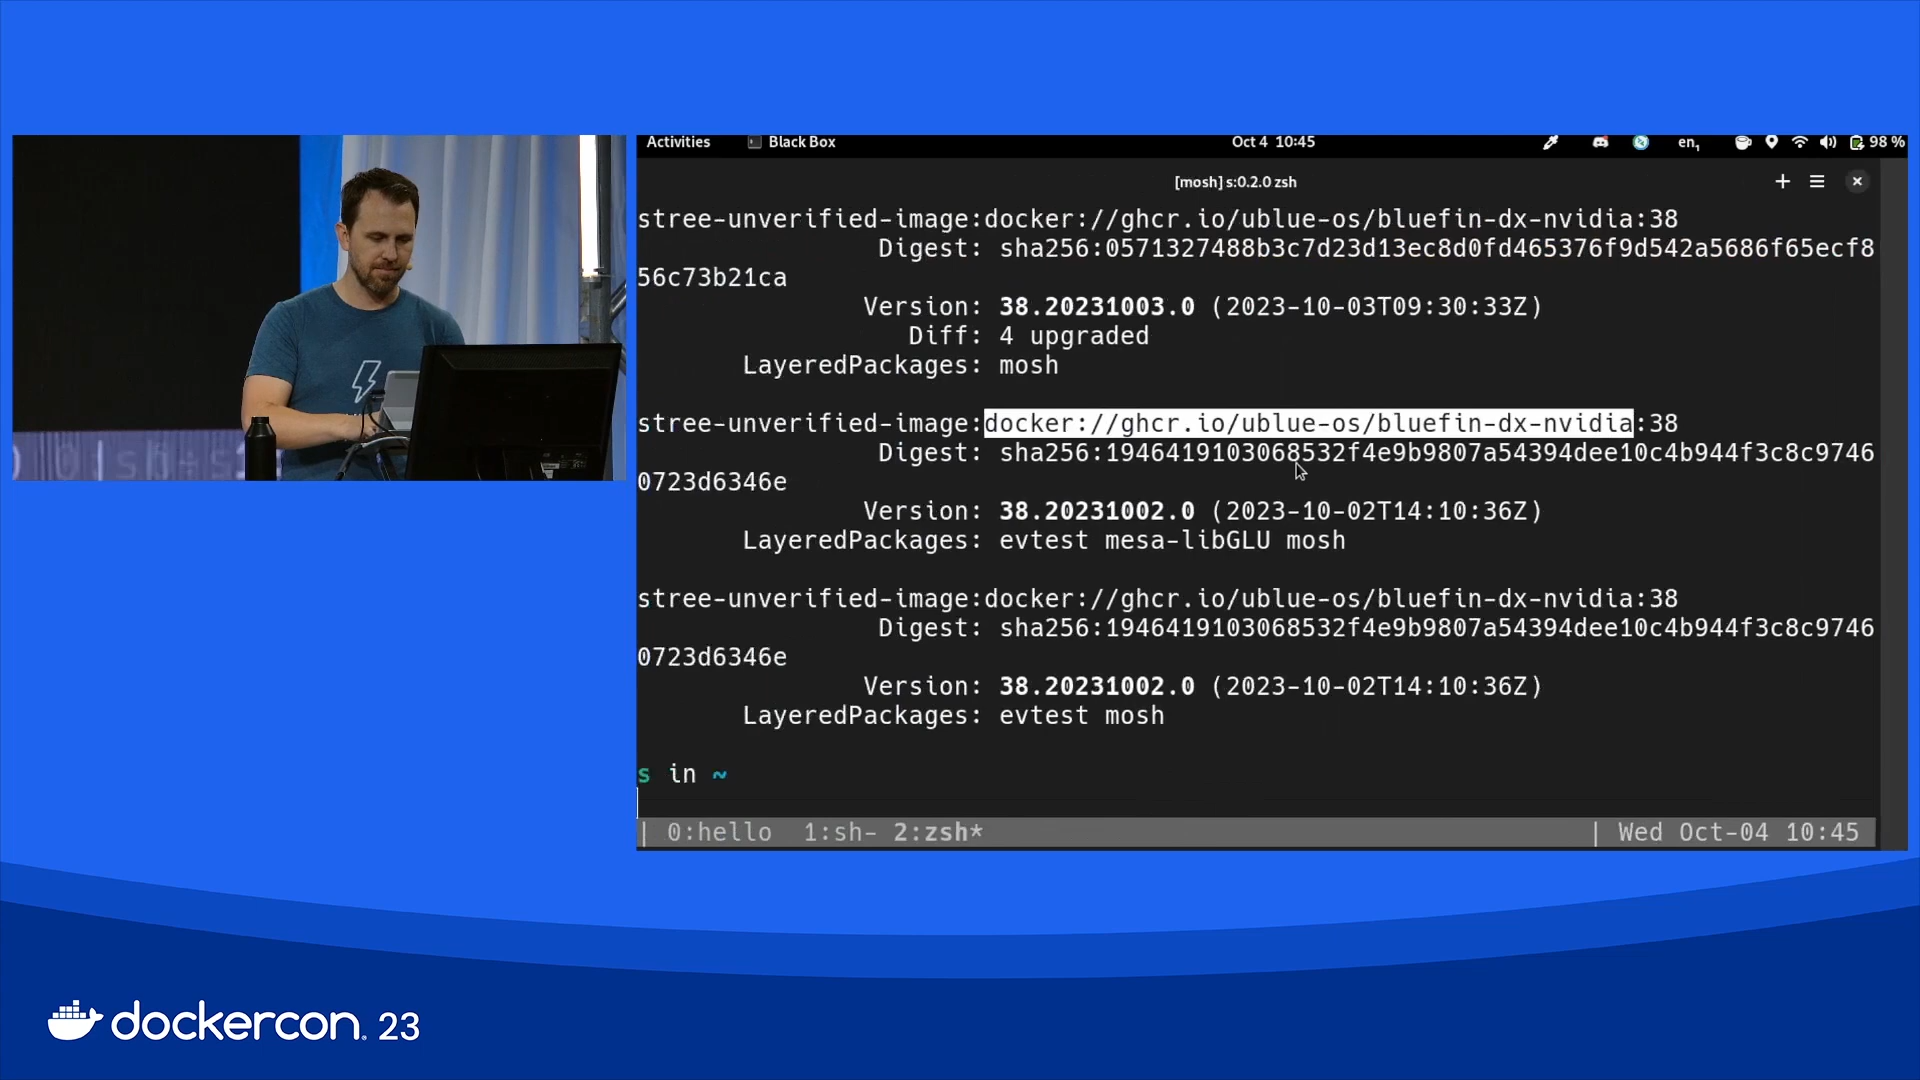 Activities Black Box Oct 4 10:45 en₁ 98 %
[mosh] s:0.2.0 zsh
stree-unverified-image:docker://ghcr.io/ublue-os/bluefin-dx-nvidia:38
Digest: sha256:0571327488b3c7d23d13ec8d0fd465376f9d542a5686f65ecf8
56c73b21ca
Version: 38.20231003.0 (2023-10-03T09:30:33Z)
Diff: 4 upgraded
LayeredPackages: mosh
stree-unverified-image:docker://ghcr.io/ublue-os/bluefin-dx-nvidia:38
Digest: sha256:1946419103068532f4e9b9807a54394dee10c4b944f3c8c9746
0723d6346e
Version: 38.20231002.0 (2023-10-02T14:10:36Z)
LayeredPackages: evtest mesa-libGLU mosh
stree-unverified-image:docker://ghcr.io/ublue-os/bluefin-dx-nvidia:38
Digest: sha256:1946419103068532f4e9b9807a54394dee10c4b944f3c8c9746
0723d6346e
Version: 38.20231002.0 (2023-10-02T14:10:36Z)
LayeredPackages: evtest mosh
s in ~
| 0:hello 1:sh- 2:zsh* | Wed Oct-04 10:45
dockercon. 23